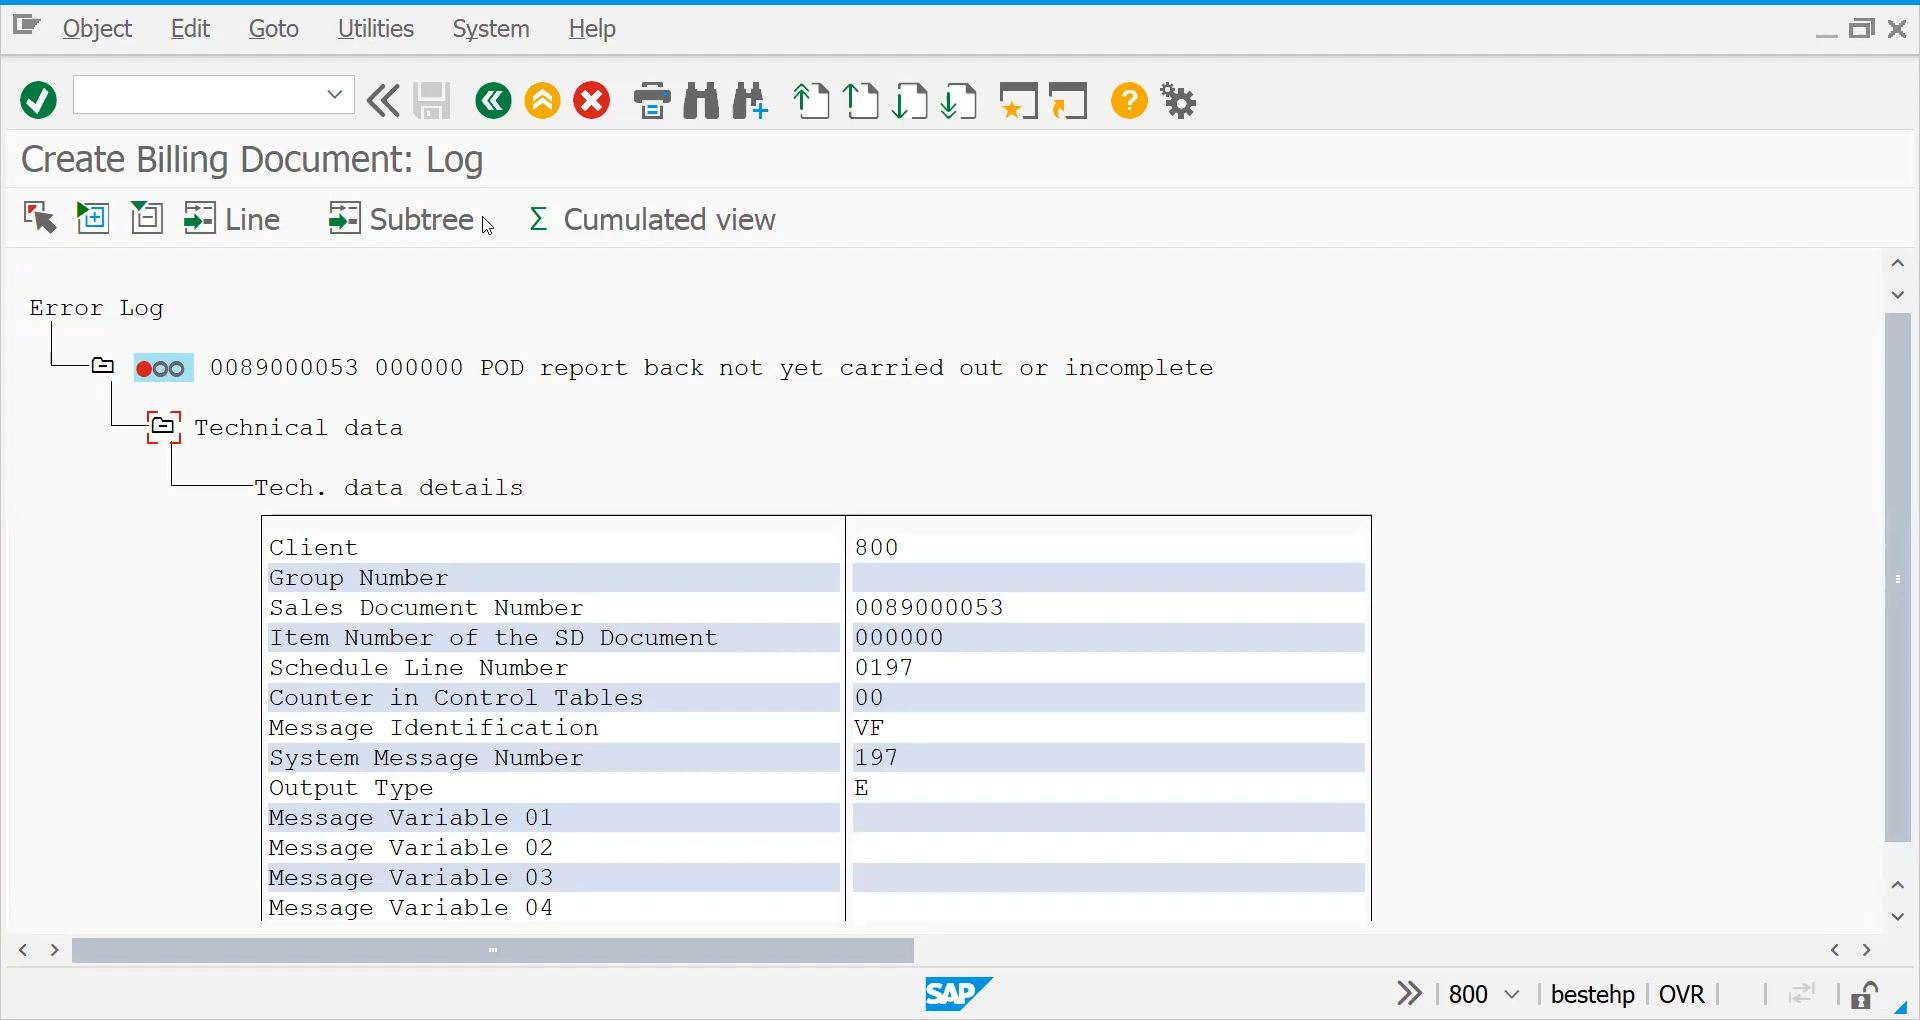 Object Edit Goto Utilities System Help
Create Billing Document: Log
Line Subtree Σ Cumulated view
Error Log
0089000053 000000 POD report back not yet carried out or incomplete
Technical data
Tech. data details
Client 800
Group Number
Sales Document Number 0089000053
Item Number of the SD Document 000000
Schedule Line Number 0197
Counter in Control Tables 00
Message Identification VF
System Message Number 197
Output Type E
Message Variable 01
Message Variable 02
Message Variable 03
Message Variable 04
SAP 800 bestehp OVR